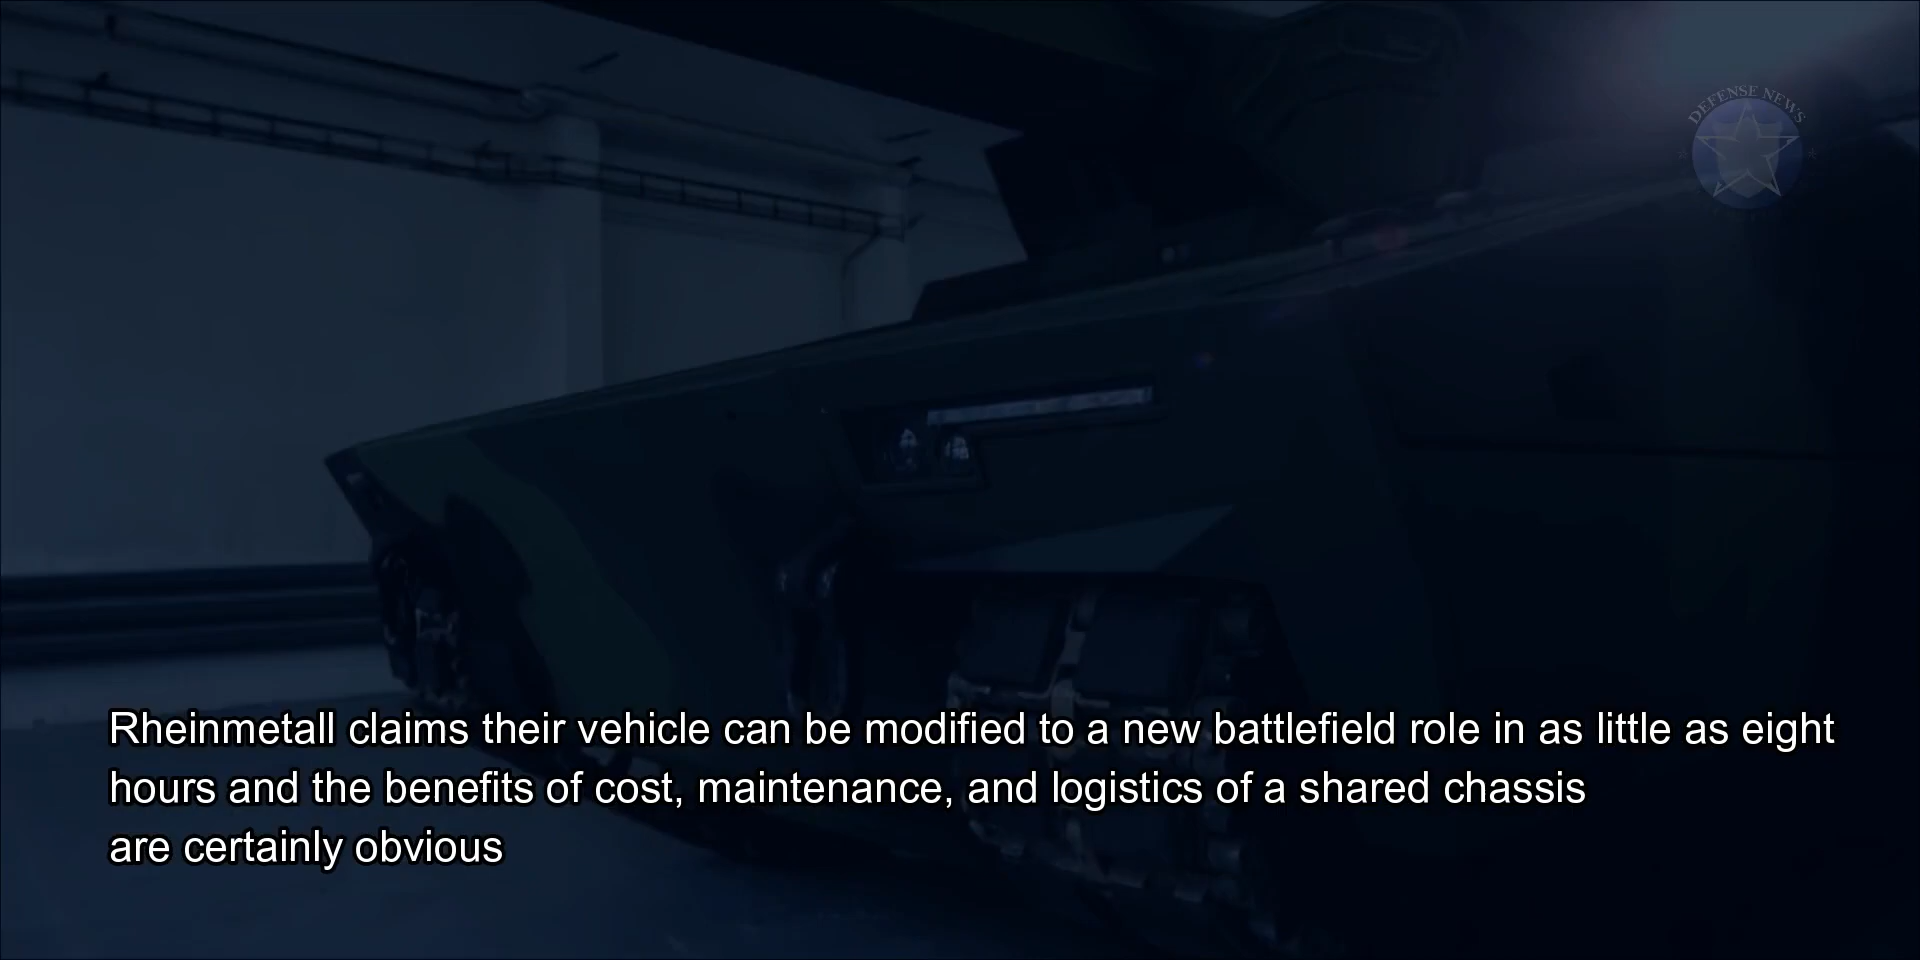 DEFENSE NEWS
Rheinmetall claims their vehicle can be modified to a new battlefield role in as little as eight
hours and the benefits of cost, maintenance, and logistics of a shared chassis
are certainly obvious